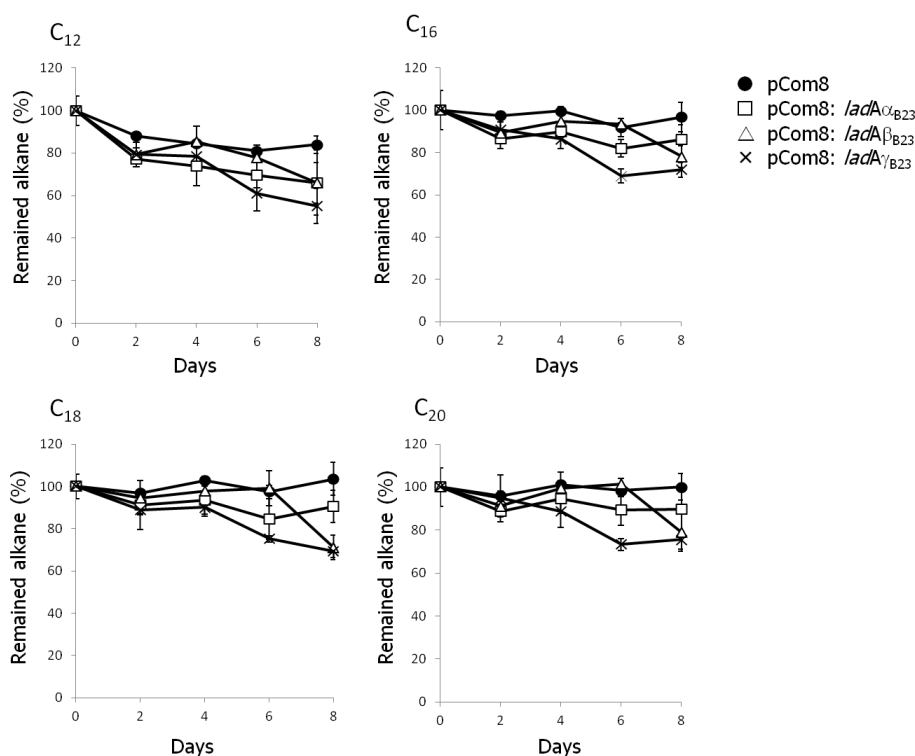 C12
Remained alkane (%)
120
100
80
60
40
20
0
0 2 4 6 8
Days
C16
Remained alkane (%)
120
100
80
60
40
20
0
0 2 4 6 8
Days
pCom8
pCom8: ladAαB23
pCom8: ladAβB23
pCom8: ladAγB23
C18
Remained alkane (%)
120
100
80
60
40
20
0
0 2 4 6 8
Days
C20
Remained alkane (%)
120
100
80
60
40
20
0
0 2 4 6 8
Days